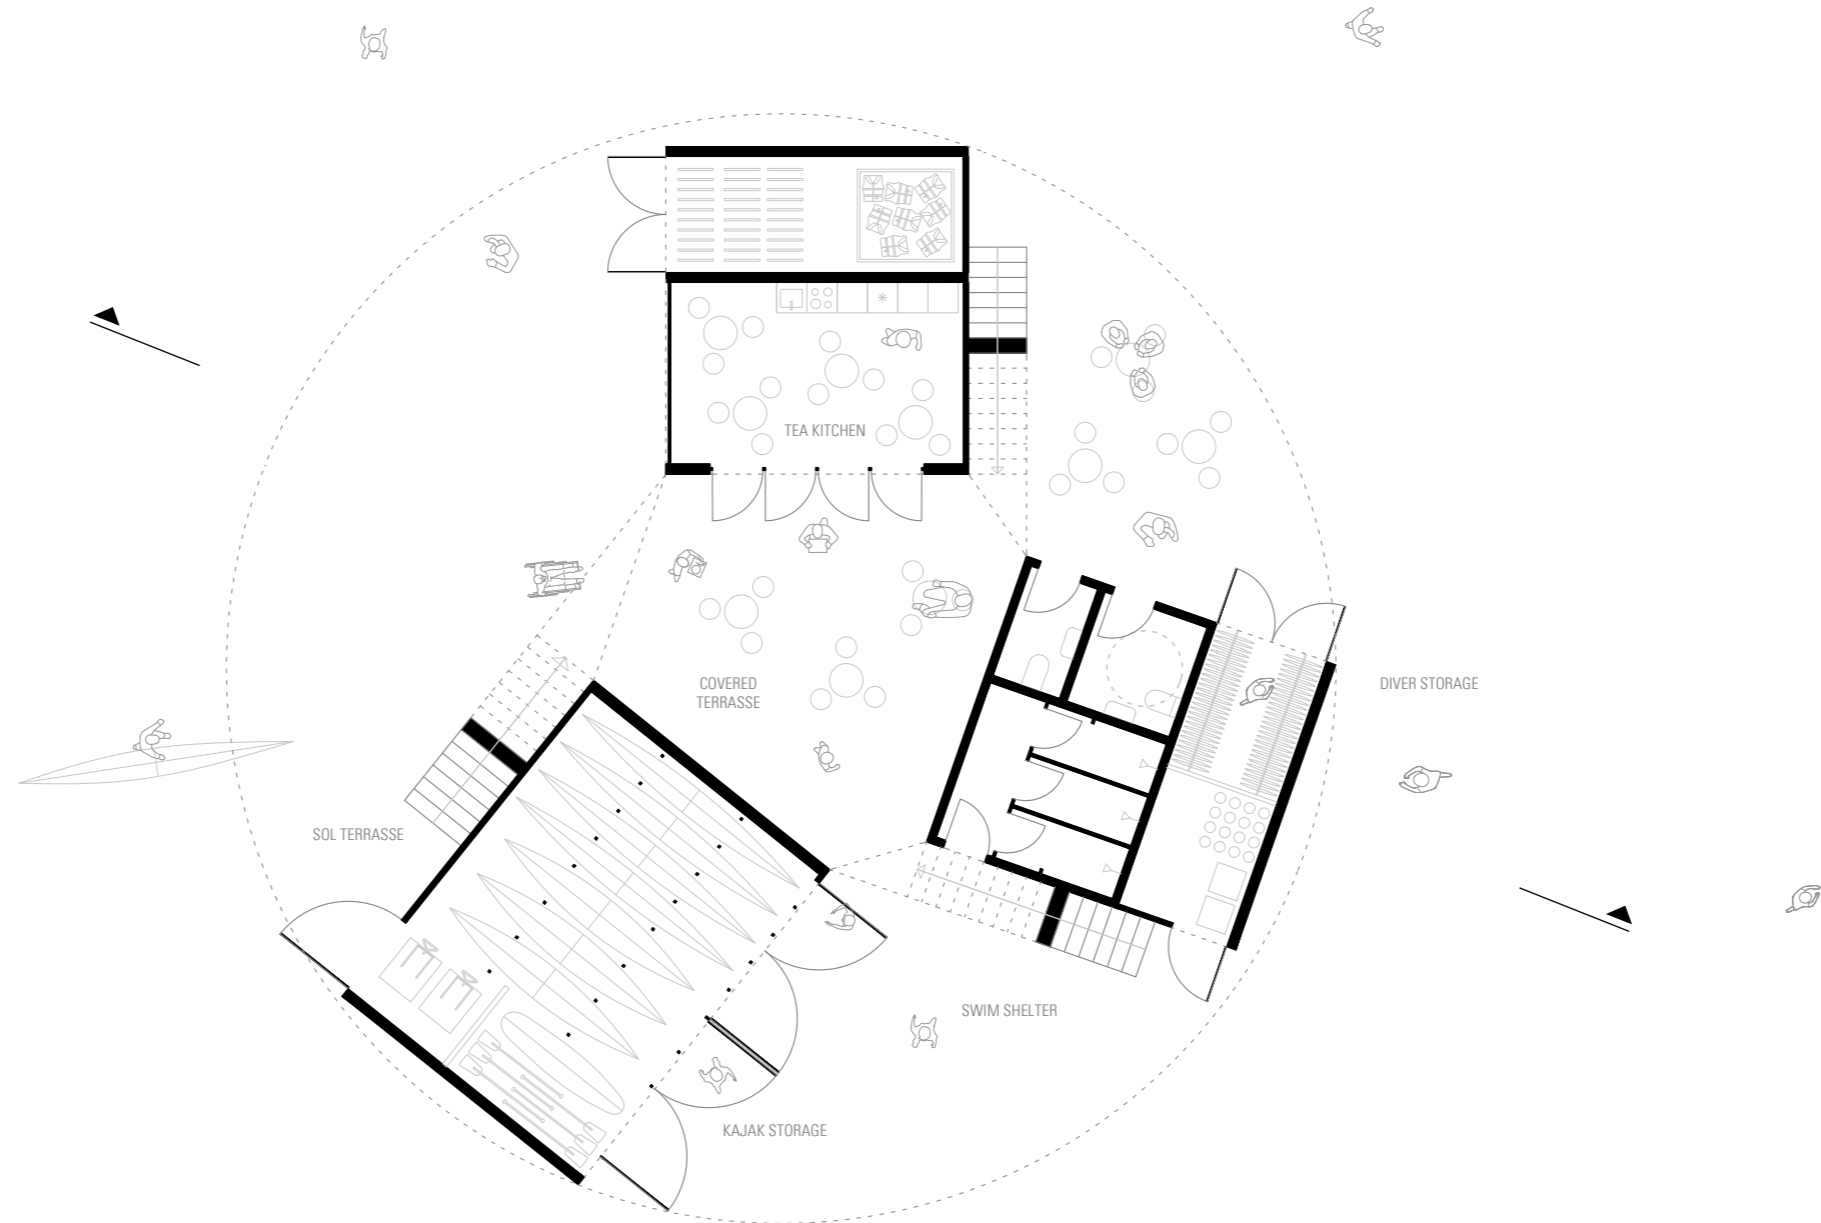 TEA KITCHEN
COVERED
TERRASSE
DIVER STORAGE
SOL TERRASSE
SWIM SHELTER
KAJAK STORAGE